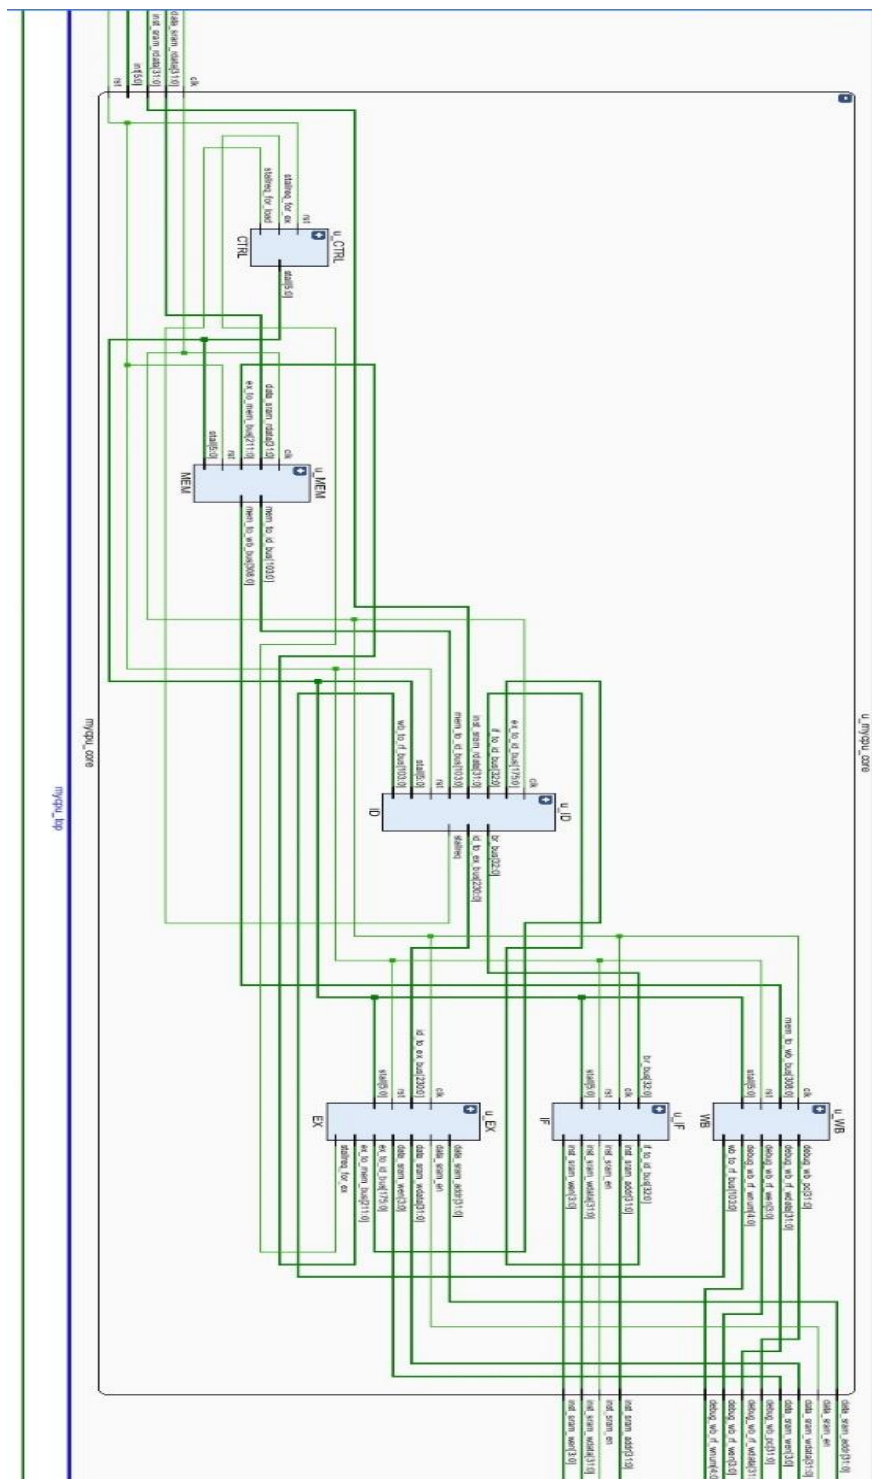 u_mycpu_core
clk
data_sram_rdata[31:0]
inst_sram_rdata[31:0]
int[5:0]
rst
u_CTRL
rst
stallreq_for_ex
stallreq_for_load
stall[5:0]
CTRL
u_MEM
clk
data_sram_rdata[31:0]
ex_to_mem_bus[211:0]
rst
stall[5:0]
mem_to_id_bus[103:0]
mem_to_wb_bus[308:0]
MEM
u_ID
clk
ex_to_id_bus[175:0]
if_to_id_bus[32:0]
inst_sram_rdata[31:0]
mem_to_id_bus[103:0]
rst
stall[5:0]
wb_to_rf_bus[103:0]
br_bus[32:0]
id_to_ex_bus[230:0]
stallreq
ID
u_WB
clk
mem_to_wb_bus[308:0]
rst
stall[5:0]
debug_wb_pc[31:0]
debug_wb_rf_wdata[31:0]
debug_wb_rf_wen[3:0]
debug_wb_rf_wnum[4:0]
wb_to_rf_bus[103:0]
WB
u_IF
br_bus[32:0]
clk
rst
stall[5:0]
if_to_id_bus[32:0]
inst_sram_addr[31:0]
inst_sram_en
inst_sram_wdata[31:0]
inst_sram_wen[3:0]
IF
u_EX
clk
id_to_ex_bus[230:0]
rst
stall[5:0]
data_sram_addr[31:0]
data_sram_en
data_sram_wdata[31:0]
data_sram_wen[3:0]
ex_to_id_bus[175:0]
ex_to_mem_bus[211:0]
stallreq_for_ex
EX
data_sram_addr[31:0]
data_sram_en
data_sram_wdata[31:0]
data_sram_wen[3:0]
debug_wb_pc[31:0]
debug_wb_rf_wdata[31
debug_wb_rf_wen[3:0]
debug_wb_rf_wnum[4:0]
inst_sram_addr[31:0]
inst_sram_en
inst_sram_wdata[31:0]
inst_sram_wen[3:0]
mycpu_core
mycpu_top